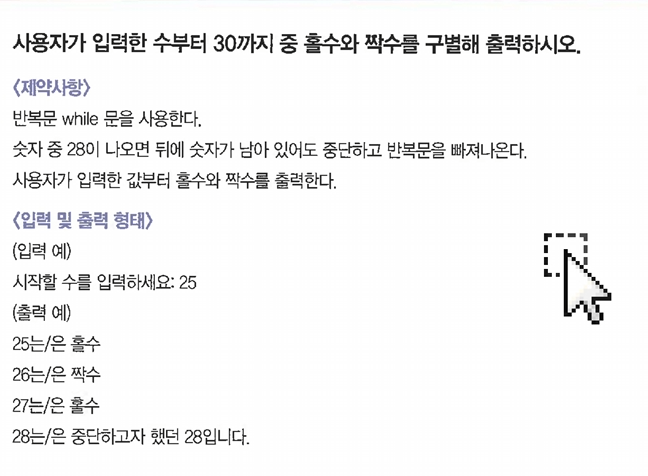 사용자가 입력한 수부터 30까지 중 홀수와 짝수를 구별해 출력하시오.
〈제약사항〉
반복문 while 문을 사용한다.
숫자 중 28이 나오면 뒤에 숫자가 남아 있어도 중단하고 반복문을 빠져나온다.
사용자가 입력한 값부터 홀수와 짝수를 출력한다.
〈입력 및 출력 형태〉
(입력 예)
시작할 수를 입력하세요: 25
(출력 예)
25는/은 홀수
26는/은 짝수
27는/은 홀수
28는/은 중단하고자 했던 28입니다.